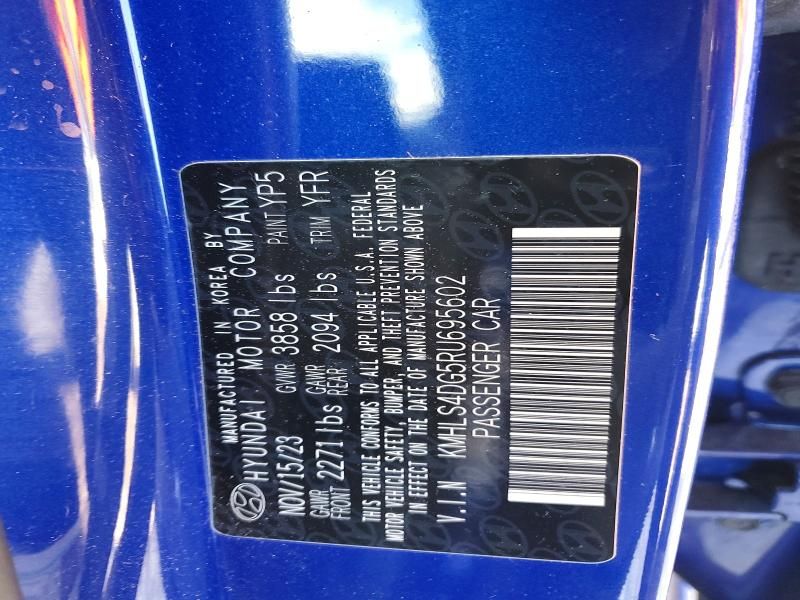 MANUFACTURED IN KOREA BY
HYUNDAI MOTOR COMPANY
NOV/15/23 GVWR 3858 lbs PAINT YP5
GAWR FRONT 2271 lbs GAWR REAR 2094 lbs TRIM YFR
THIS VEHICLE CONFORMS TO ALL APPLICABLE U.S.A. FEDERAL
MOTOR VEHICLE SAFETY, BUMPER, AND THEFT PREVENTION STANDARDS
IN EFFECT ON THE DATE OF MANUFACTURE SHOWN ABOVE
V.I.N KMHLS4DG5RU695602
PASSENGER CAR